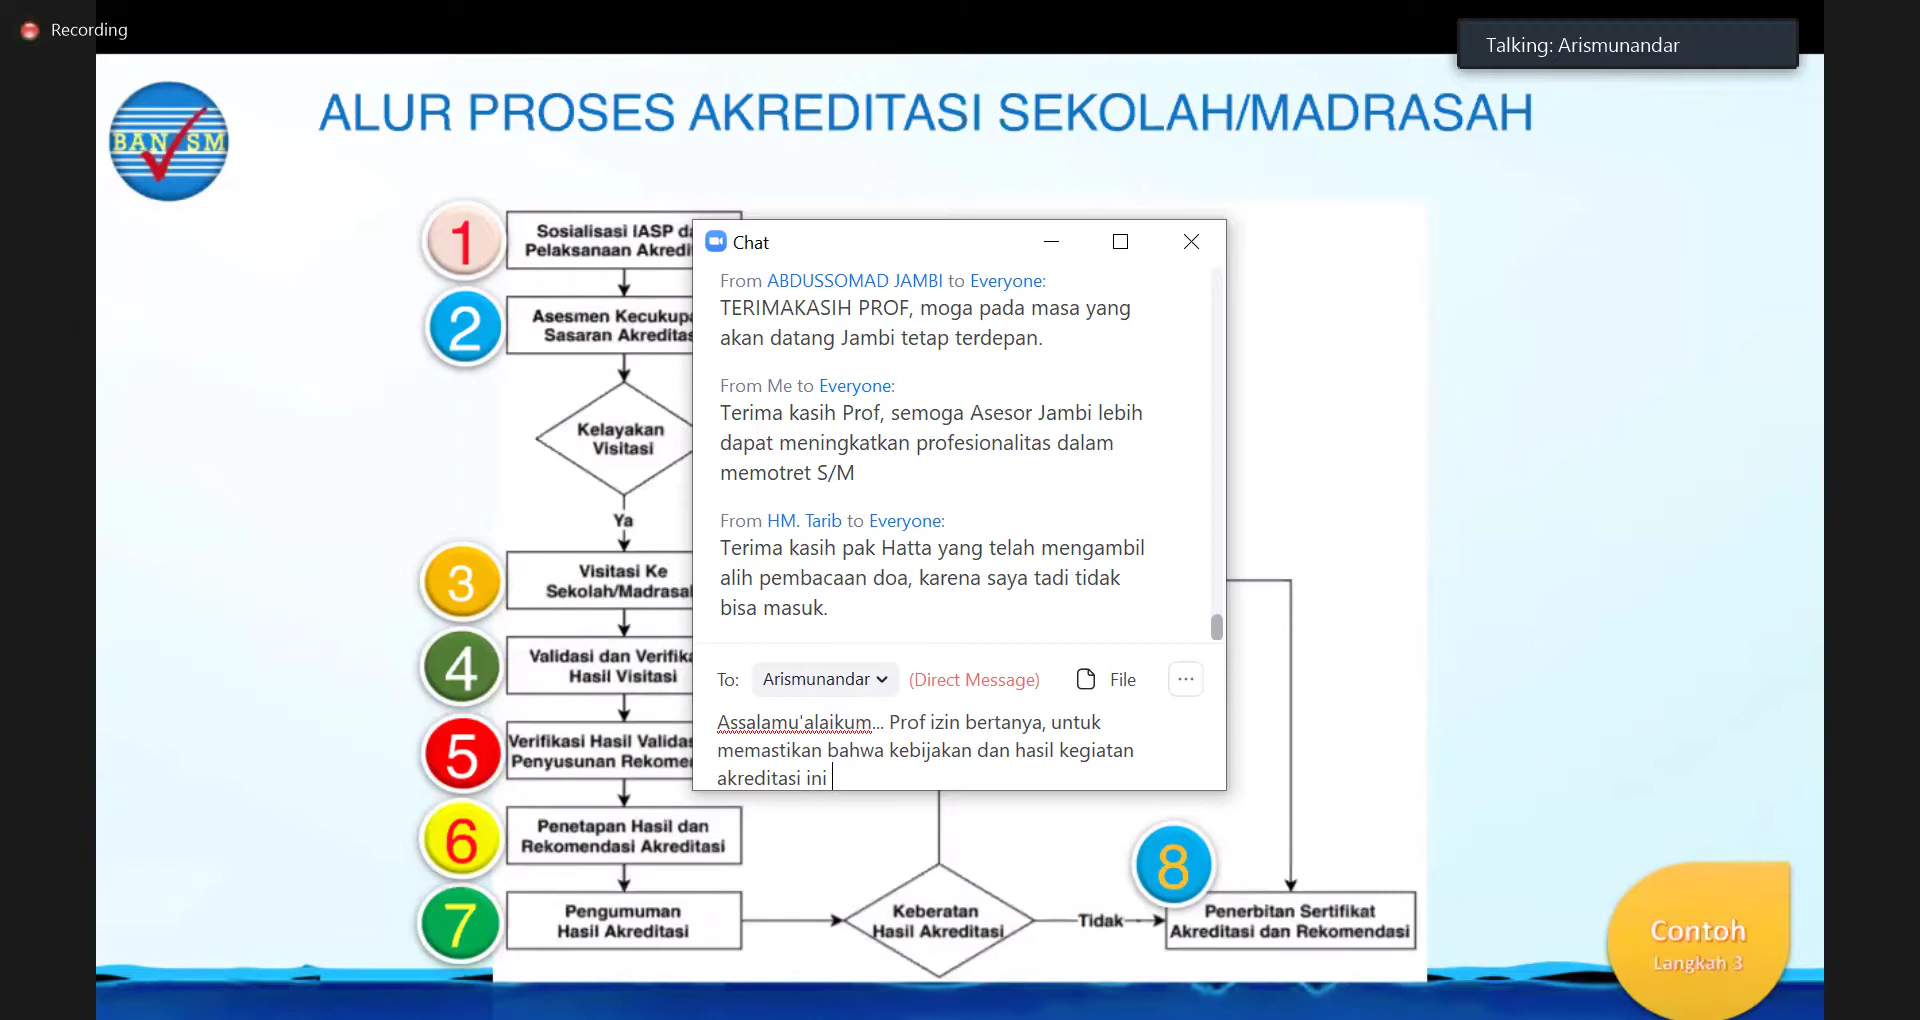 Recording
Talking: Arismunandar
BAN SM
ALUR PROSES AKREDITASI SEKOLAH/MADRASAH
1
Sosialisasi IASP da
Pelaksanaan Akredi
2
Asesmen Kecukupa
Sasaran Akreditas
Kelayakan
Visitasi
Ya
3
Visitasi Ke
Sekolah/Madrasa
4
Validasi dan Verifika
Hasil Visitasi
5
Verifikasi Hasil Validas
Penyusunan Rekome
6
Penetapan Hasil dan
Rekomendasi Akreditasi
7
Pengumuman
Hasil Akreditasi
Keberatan
Hasil Akreditasi
Tidak
8
Penerbitan Sertifikat
Akreditasi dan Rekomendasi
Contoh
Langkah 3
Chat
From ABDUSSOMAD JAMBI to Everyone:
TERIMAKASIH PROF, moga pada masa yang
akan datang Jambi tetap terdepan.
From Me to Everyone:
Terima kasih Prof, semoga Asesor Jambi lebih
dapat meningkatkan profesionalitas dalam
memotret S/M
From HM. Tarib to Everyone:
Terima kasih pak Hatta yang telah mengambil
alih pembacaan doa, karena saya tadi tidak
bisa masuk.
To: Arismunandar (Direct Message) File
Assalamu'alaikum... Prof izin bertanya, untuk
memastikan bahwa kebijakan dan hasil kegiatan
akreditasi ini